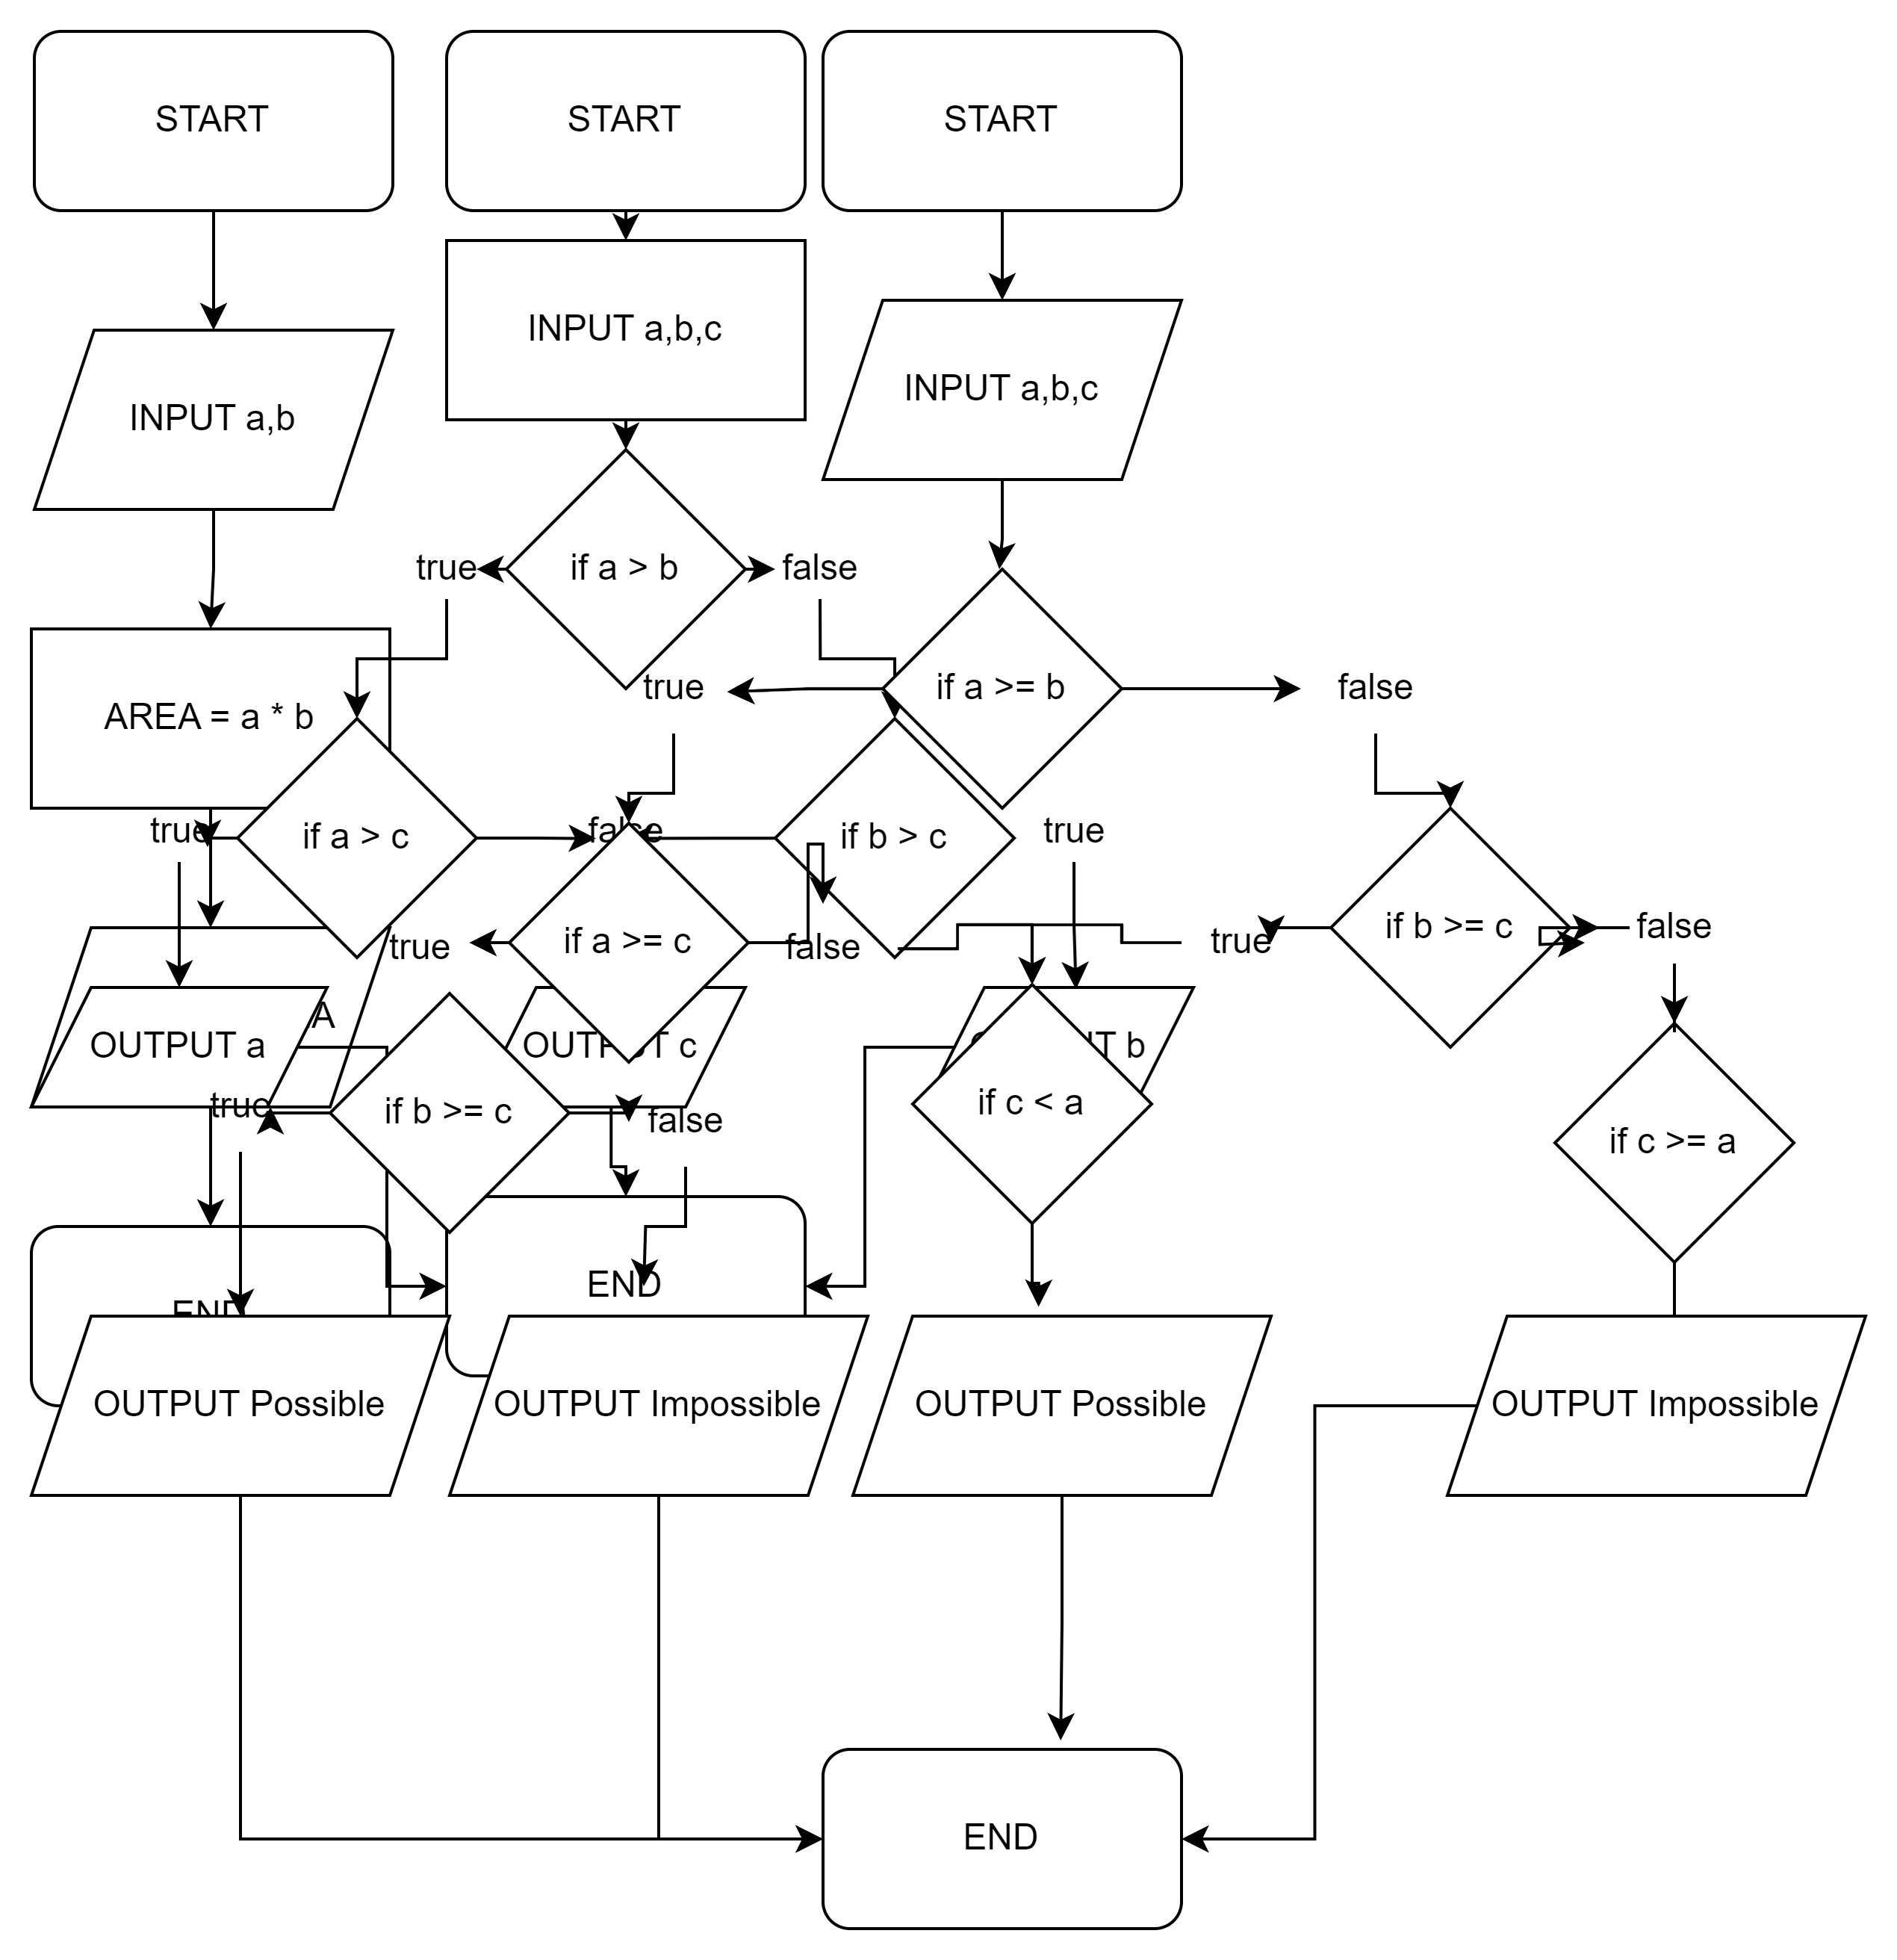 START
START
START
INPUT a,b,c
INPUT a,b,c
INPUT a,b
true
if a > b
false
true
if a >= b
false
AREA = a * b
true
if a > c
false
if b > c
true
true
if a >= c
false
true
if b >= c
false
A
OUTPUT a
OUTPUT c
b
true
if b >= c
false
if c < a
if c >= a
END
END
OUTPUT Possible
OUTPUT Impossible
OUTPUT Possible
OUTPUT Impossible
END